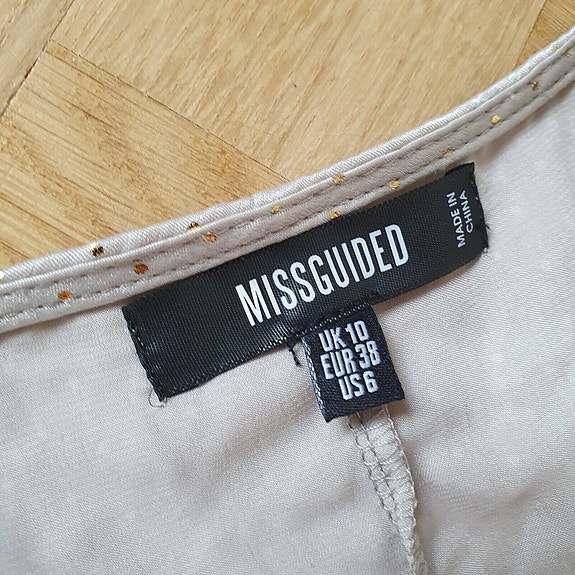 MISSGUIDED
MADE IN
CHINA
UK 10
EUR 38
US 6